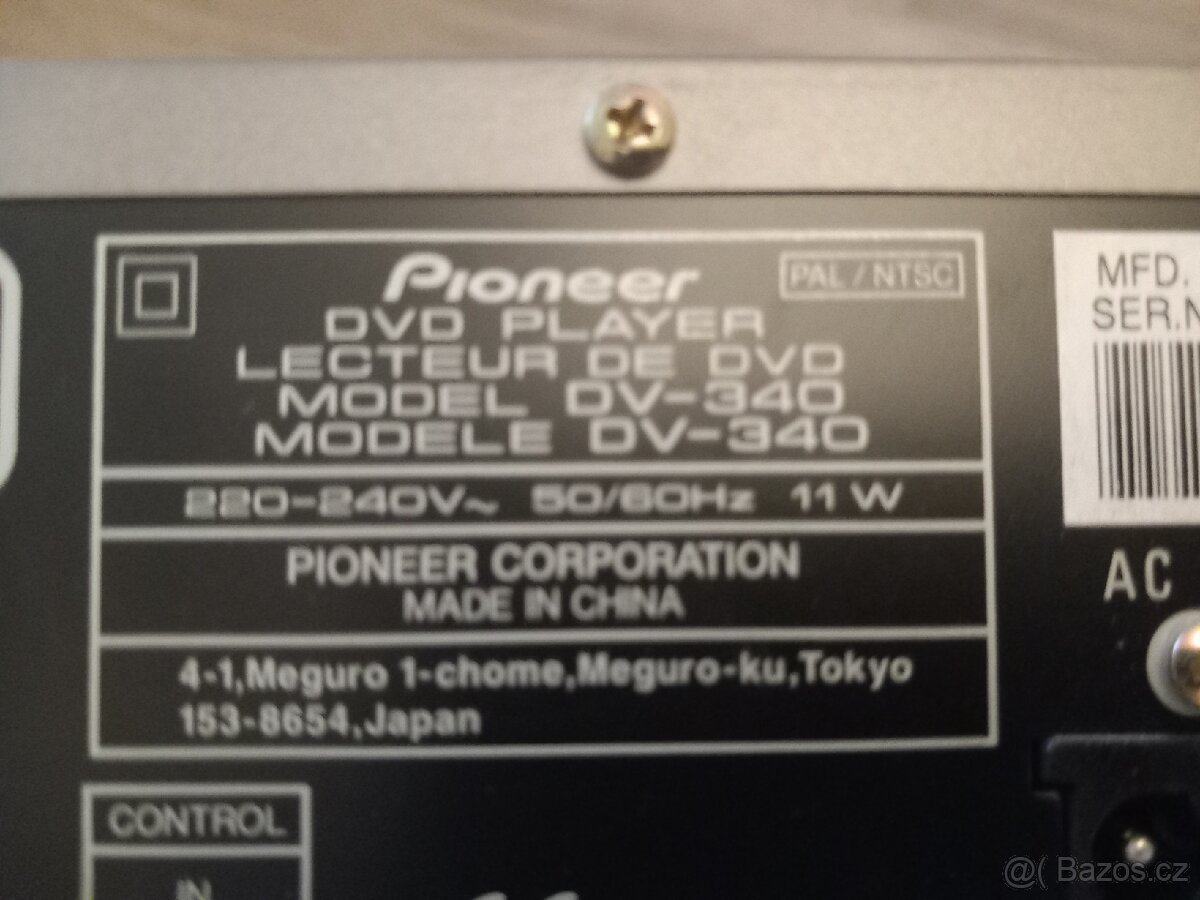 Pioneer
PAL / NTSC
DVD PLAYER
LECTEUR DE DVD
MODEL DV-340
MODELE DV-340
220-240V~ 50/60Hz 11 W
PIONEER CORPORATION
MADE IN CHINA
4-1,Meguro 1-chome,Meguro-ku,Tokyo
153-8654,Japan
MFD.
SER.N
AC
CONTROL
IN
@( Bazos.cz